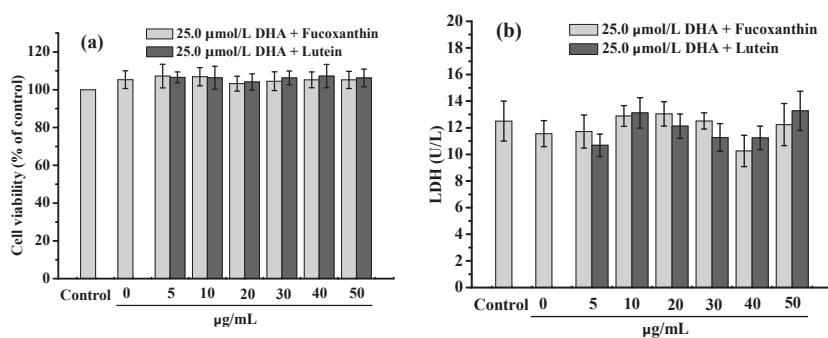 (a)
25.0 μmol/L DHA + Fucoxanthin
25.0 μmol/L DHA + Lutein
Cell viability (% of control)
120
100
80
60
40
20
0
Control 0 5 10 20 30 40 50
μg/mL
(b)
25.0 μmol/L DHA + Fucoxanthin
25.0 μmol/L DHA + Lutein
LDH (U/L)
20
18
16
14
12
10
8
6
4
2
0
Control 0 5 10 20 30 40 50
μg/mL